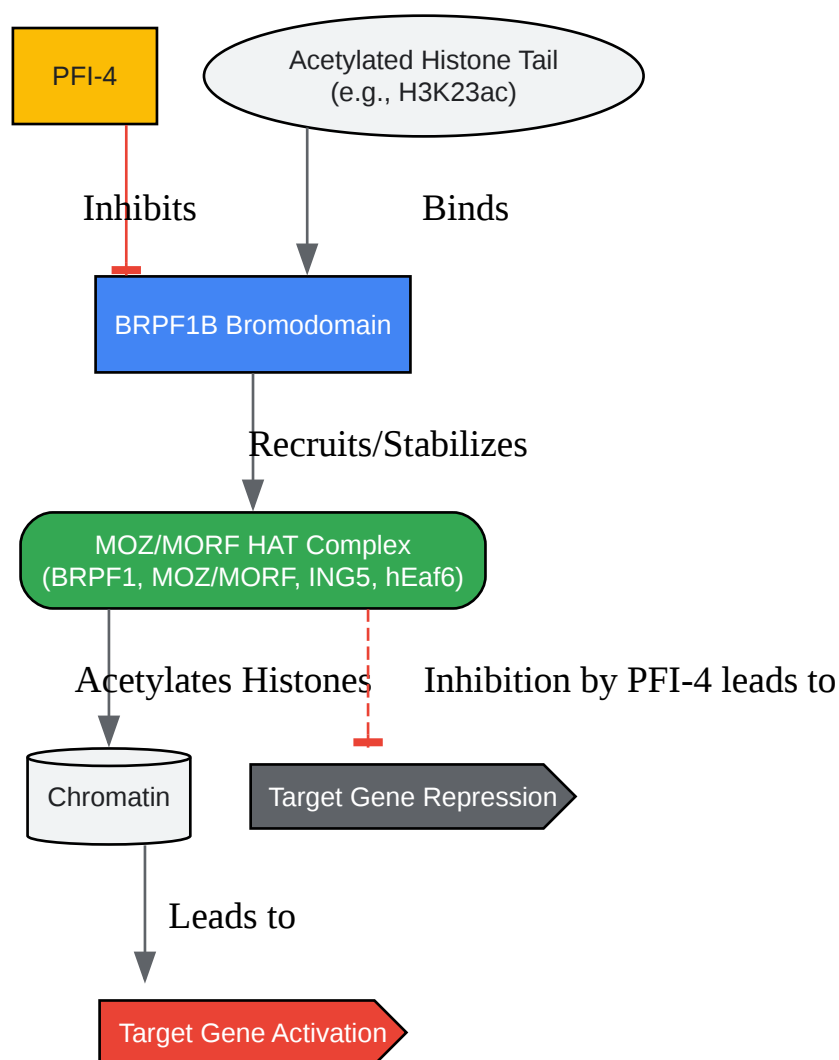 PFI-4
Acetylated Histone Tail
(e.g., H3K23ac)
Inhibits
Binds
BRPF1B Bromodomain
Recruits/Stabilizes
MOZ/MORF HAT Complex
(BRPF1, MOZ/MORF, ING5, hEaf6)
Acetylates Histones
Inhibition by PFI-4 leads to
Chromatin
Target Gene Repression
Leads to
Target Gene Activation